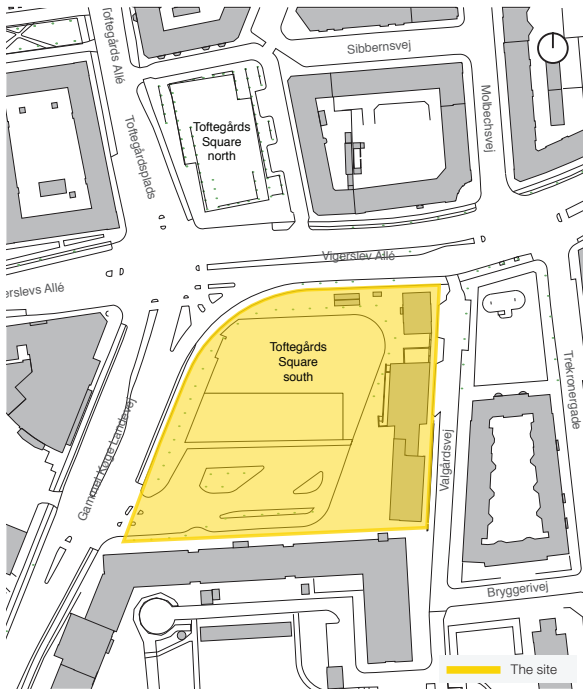 Toftegårds Allé
Sibbernsvej
Molbechsvej
Toftegårds
Square
north
Toftegårdsplads
Vigerslev Allé
erslevs Allé
Toftegårds
Square
south
Trekronergade
Gammel Køge Landevej
Valgårdsvej
Bryggerivej
The site